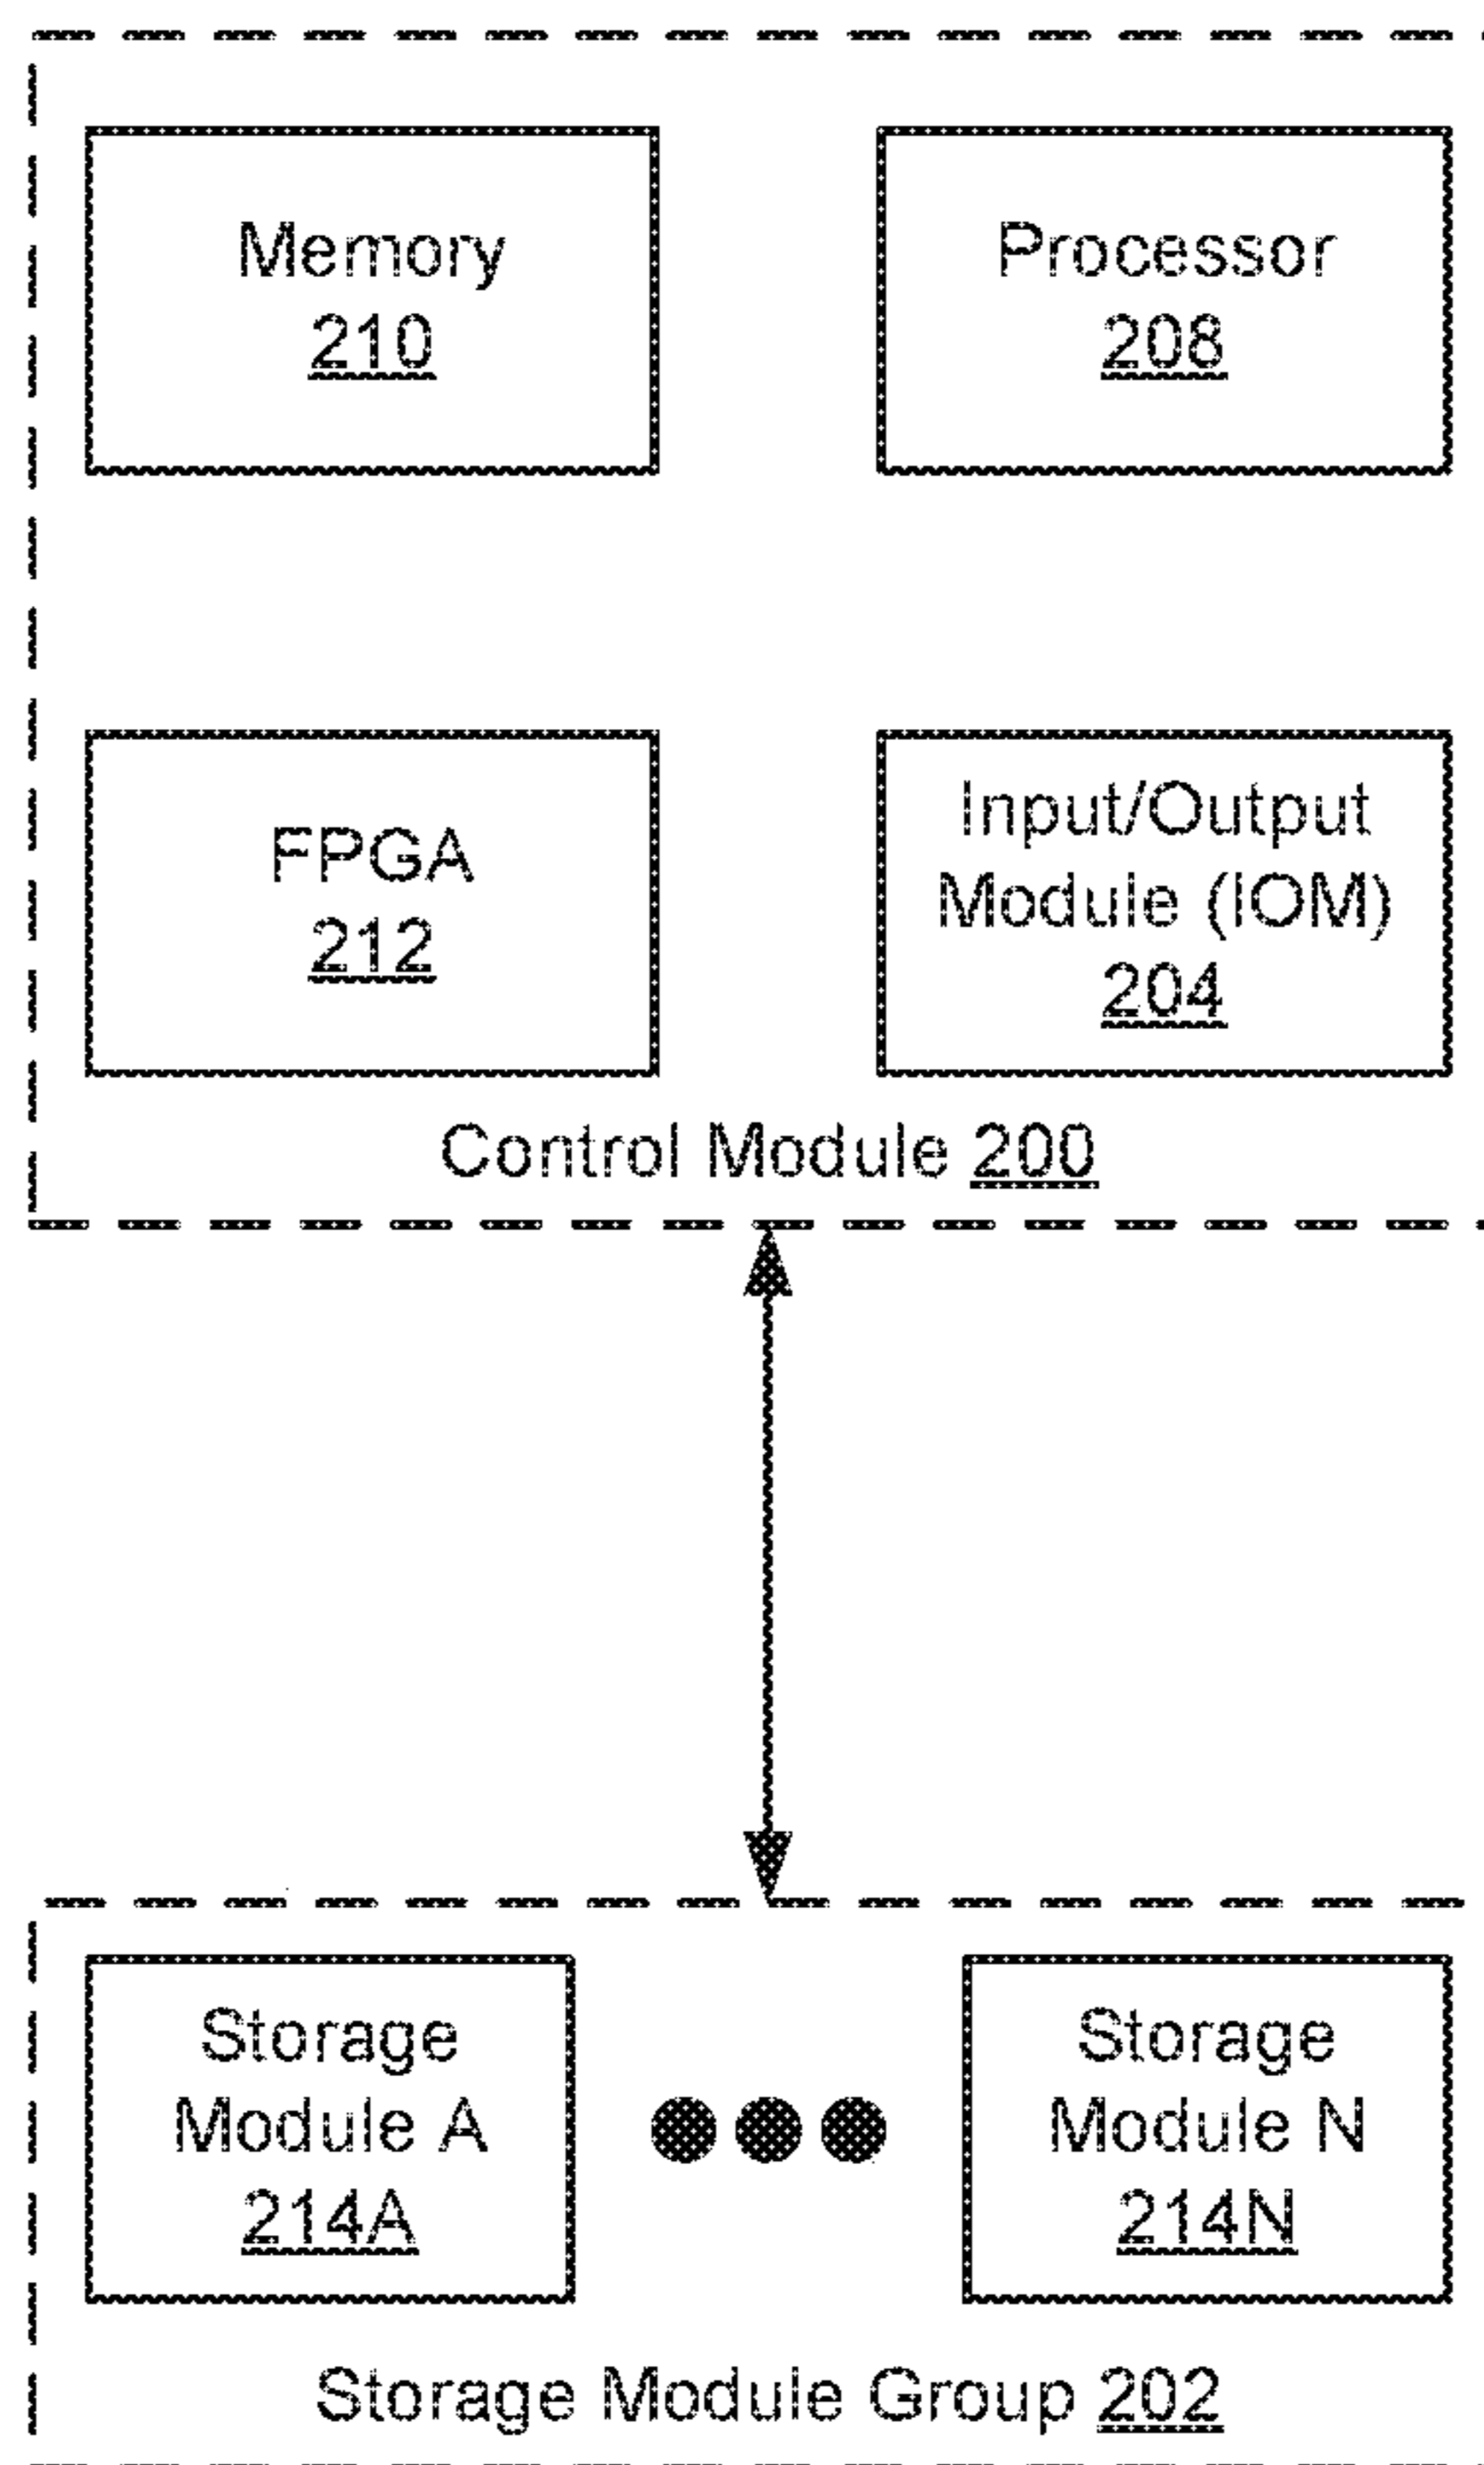 Memory
210
Processor
208
FPGA
212
Input/Output
Module (IOM)
204
Control Module 200
Storage
Module A
214A
Storage
Module N
214N
Storage Module Group 202